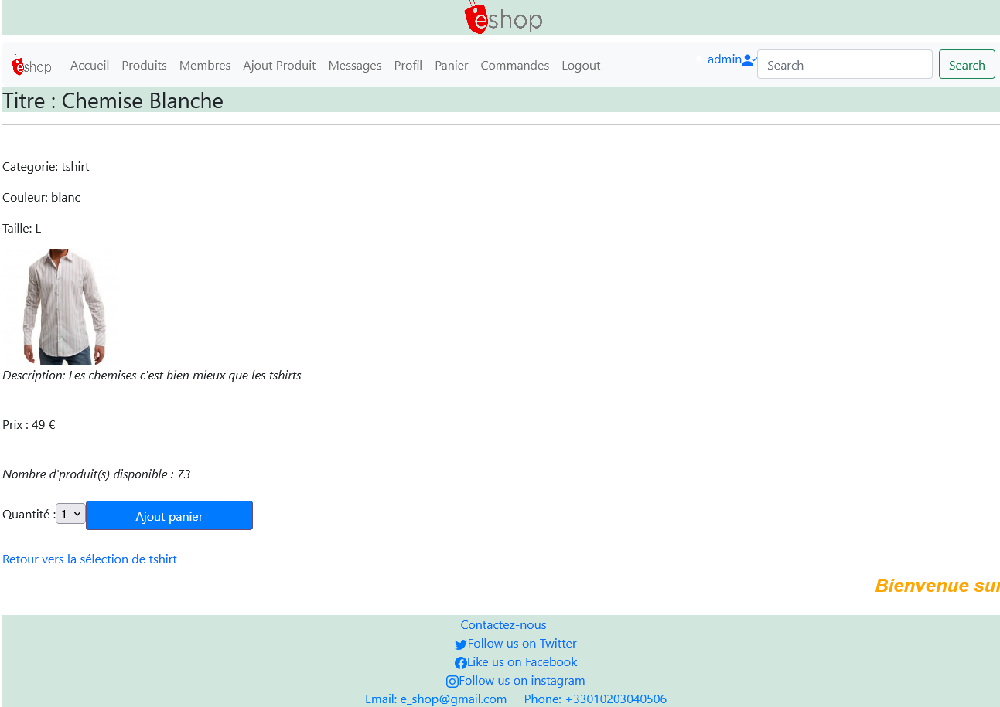 eshop
eshop Accueil Produits Membres Ajout Produit Messages Profil Panier Commandes Logout admin Search Search
Titre : Chemise Blanche
Categorie: tshirt
Couleur: blanc
Taille: L
Description: Les chemises c'est bien mieux que les tshirts
Prix : 49 €
Nombre d'produit(s) disponible : 73
Quantité : 1 Ajout panier
Retour vers la sélection de tshirt
Bienvenue sur
Contactez-nous
Follow us on Twitter
Like us on Facebook
Follow us on instagram
Email: e_shop@gmail.com Phone: +33010203040506